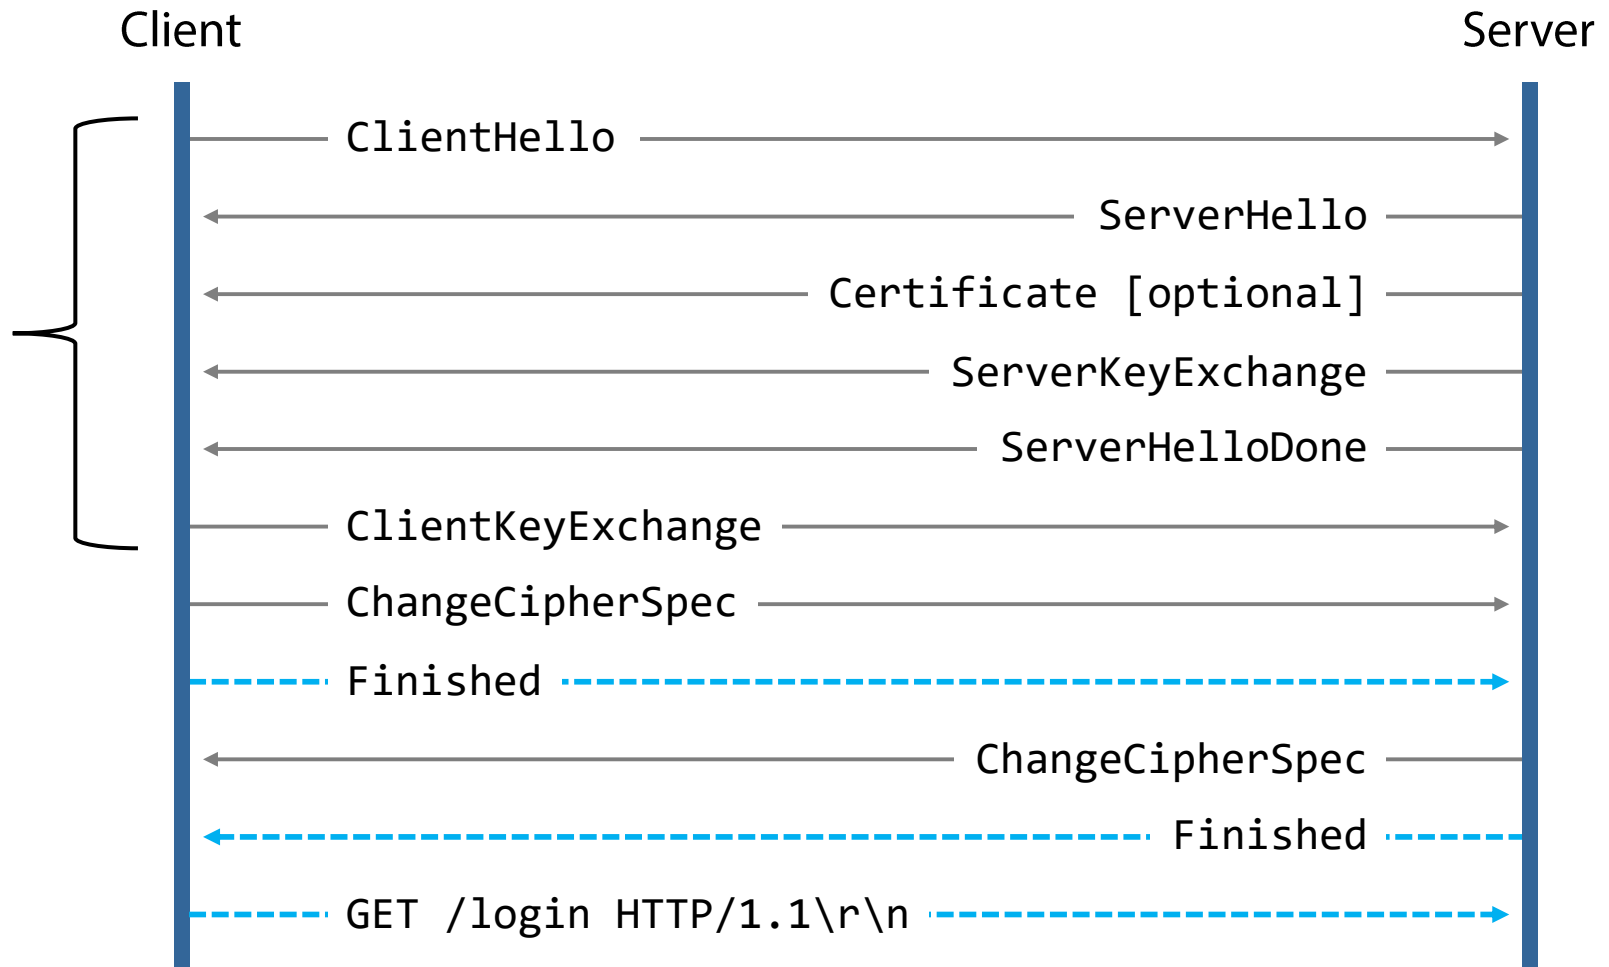 Client
Server
ClientHello
ServerHello
Certificate [optional]
ServerKeyExchange
ServerHelloDone
ClientKeyExchange
ChangeCipherSpec
Finished
ChangeCipherSpec
Finished
GET /login HTTP/1.1\r\n